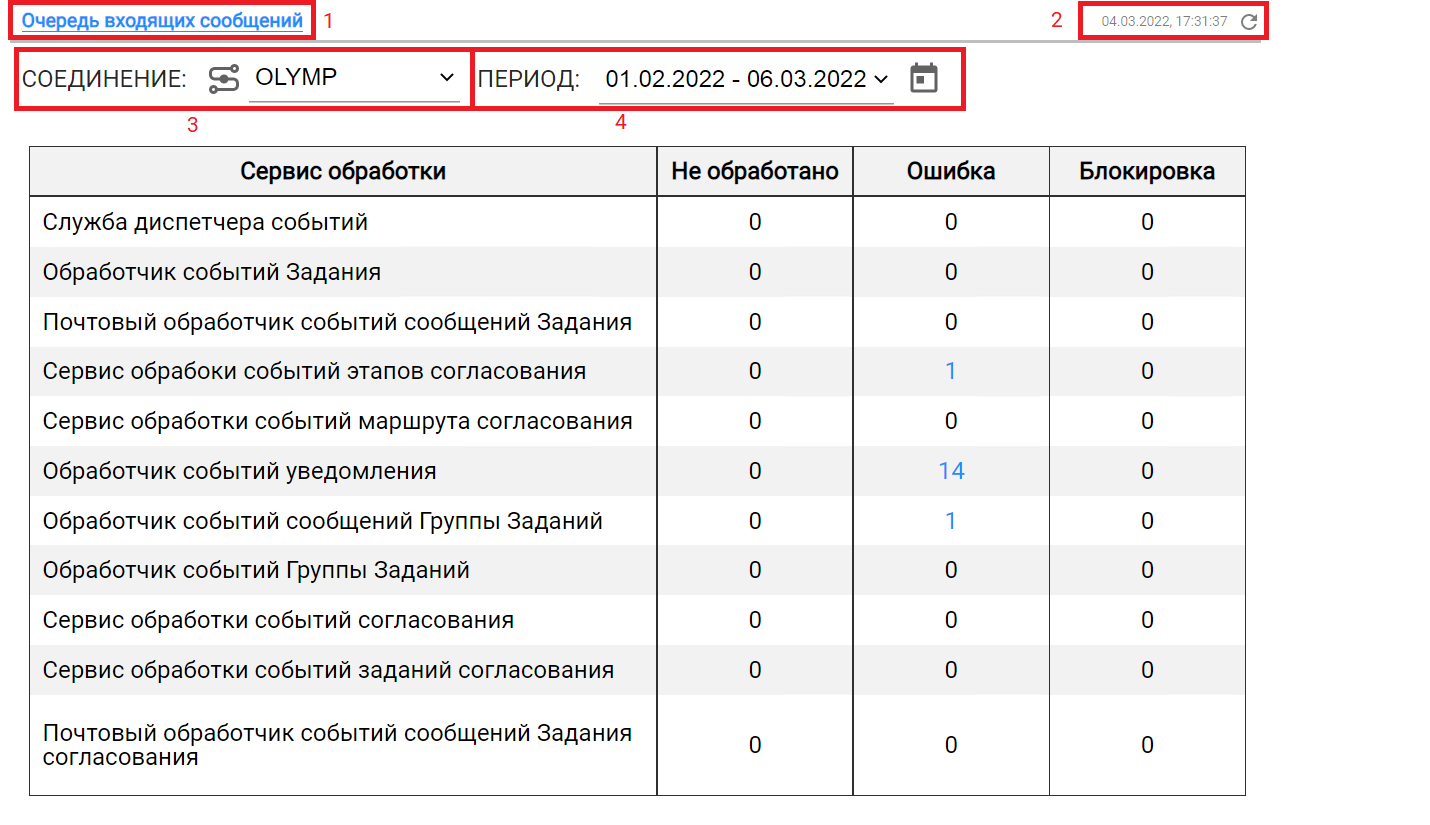 Очередь входящих сообщений 1 2 04.03.2022, 17:31:37
СОЕДИНЕНИЕ: OLYMP ПЕРИОД: 01.02.2022 - 06.03.2022
3 4
Сервис обработки Не обработано Ошибка Блокировка
Служба диспетчера событий 0 0 0
Обработчик событий Задания 0 0 0
Почтовый обработчик событий сообщений Задания 0 0 0
Сервис обрабоки событий этапов согласования 0 1 0
Сервис обработки событий маршрута согласования 0 0 0
Обработчик событий уведомления 0 14 0
Обработчик событий сообщений Группы Заданий 0 1 0
Обработчик событий Группы Заданий 0 0 0
Сервис обработки событий согласования 0 0 0
Сервис обработки событий заданий согласования 0 0 0
Почтовый обработчик событий сообщений Задания
согласования 0 0 0